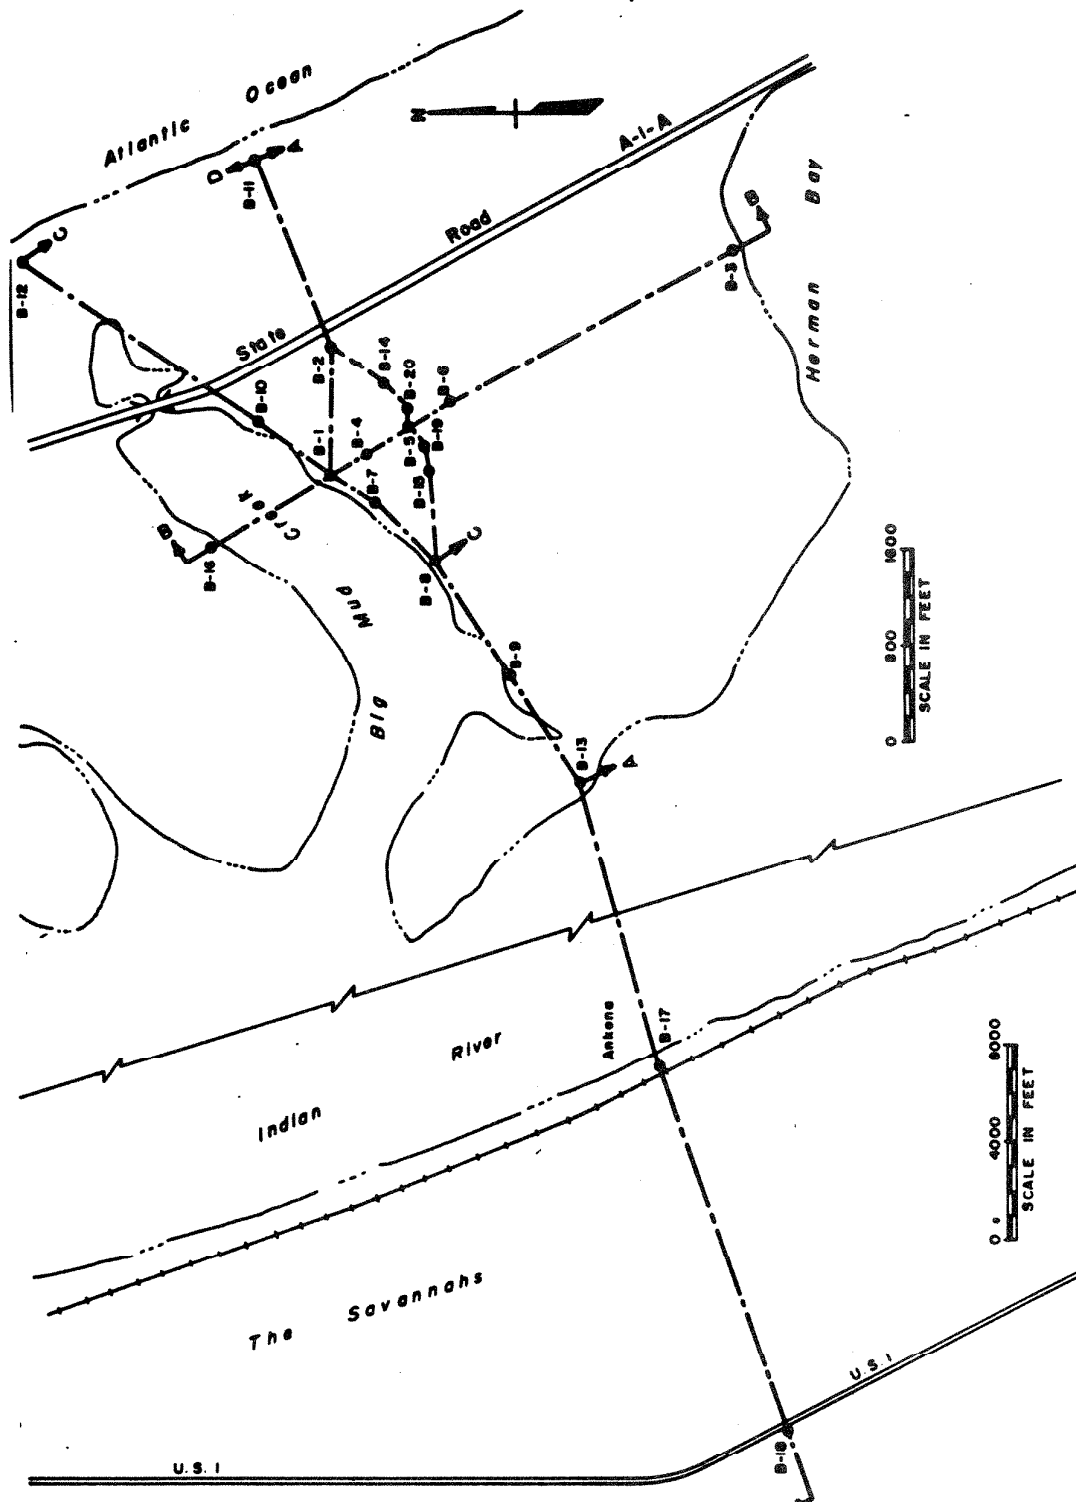 Atlantic Ocean
N
D
A
B-11
C
B-12
State Road A-1-A
B
B-3
Herman Bay
B-2
B-14
B-20
B-6
B-10
B-1
B-4
B-5
B-19
B-7
B-15
B
B-16
Big Mud Crk
B-8
C
B-9
B-13
A
0 800 1600
SCALE IN FEET
Indian River
Ankona
B-17
0 4000 8000
SCALE IN FEET
The Savannahs
U.S. 1
B-18
U.S. 1